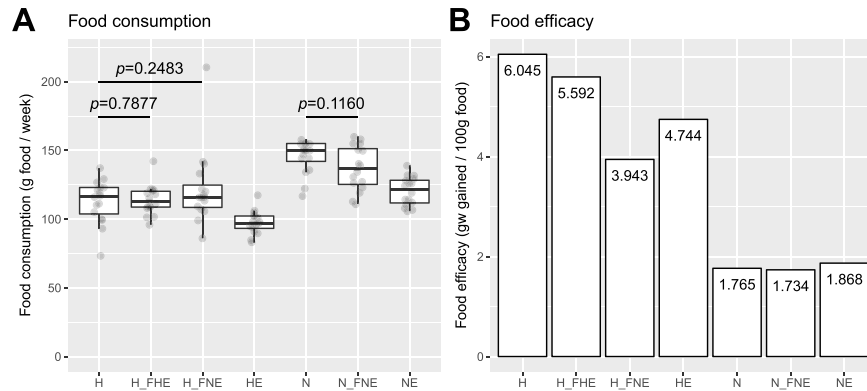 A
Food consumption
Food consumption (g food / week)
200
150
100
50
0
p=0.2483
p=0.7877
p=0.1160
H
H_FHE
H_FNE
HE
N
N_FNE
NE
B
Food efficacy
Food efficacy (gw gained / 100g food)
6
4
2
0
6.045
5.592
3.943
4.744
1.765
1.734
1.868
H
H_FHE
H_FNE
HE
N
N_FNE
NE